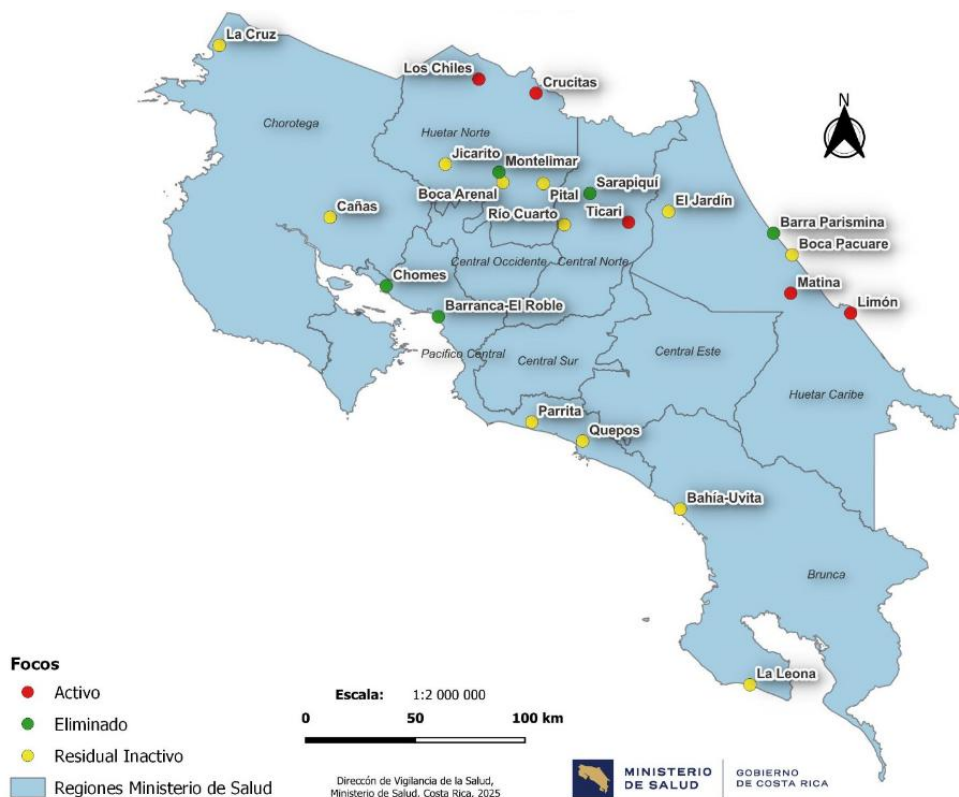 La Cruz
Los Chiles
Crucitas
N
Chorotega
Huetar Norte
Jicarito
Montelimar
Boca Arenal
Pital
Sarapiquí
Cañas
Río Cuarto
Ticari
El Jardín
Barra Parismina
Boca Pacuare
Central Occidente
Central Norte
Chomes
Matina
Barranca-El Roble
Limón
Pacifico Central
Central Sur
Central Este
Huetar Caribe
Parrita
Quepos
Bahía-Uvita
Brunca
La Leona
Focos
Activo
Eliminado
Residual Inactivo
Regiones Ministerio de Salud
Escala: 1:2 000 000
0 50 100 km
Direccón de Vigilancia de la Salud,
Ministerio de Salud. Costa Rica. 2025
MINISTERIO
DE SALUD
GOBIERNO
DE COSTA RICA